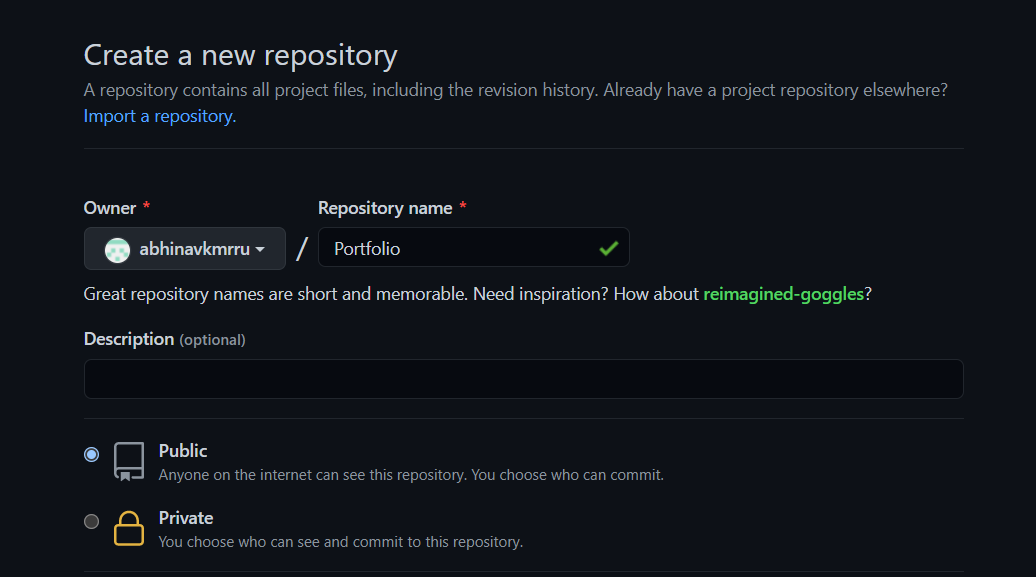 Create a new repository
A repository contains all project files, including the revision history. Already have a project repository elsewhere?
Import a repository.
Owner * Repository name *
abhinavkmrru / Portfolio
Great repository names are short and memorable. Need inspiration? How about reimagined-goggles?
Description (optional)
Public
Anyone on the internet can see this repository. You choose who can commit.
Private
You choose who can see and commit to this repository.